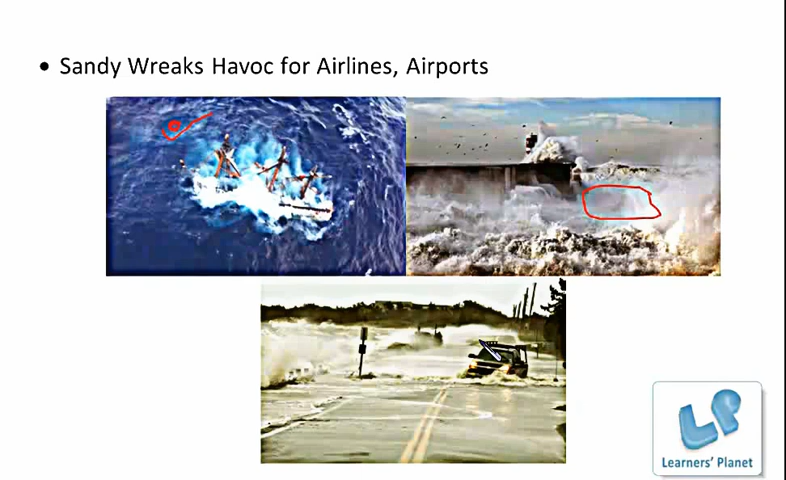 • Sandy Wreaks Havoc for Airlines, Airports
LP
Learners' Planet